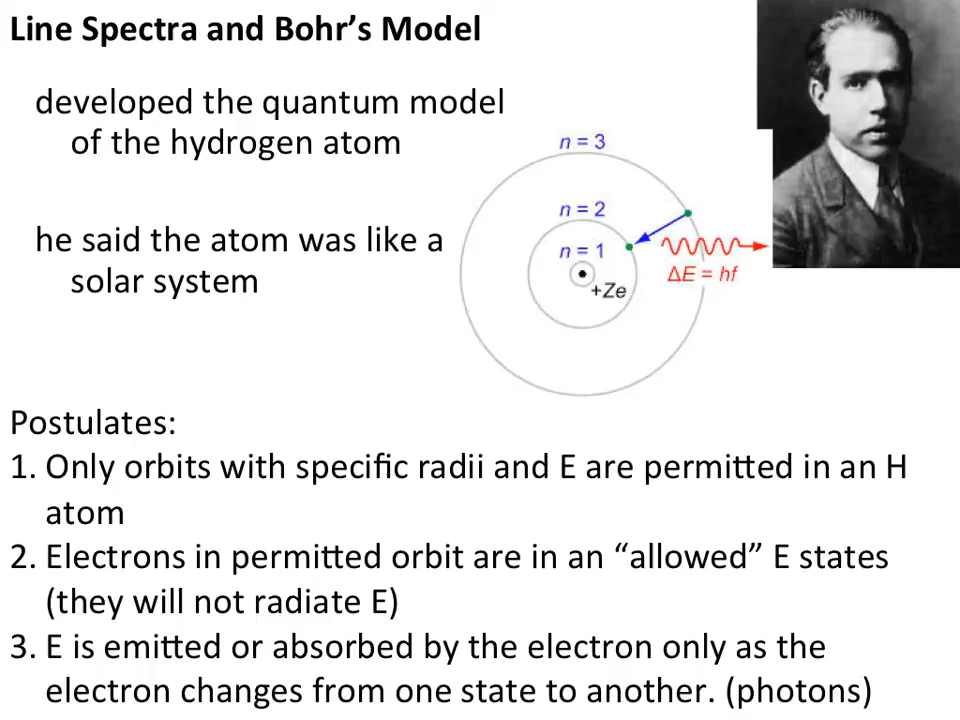 Line Spectra and Bohr's Model
developed the quantum model
of the hydrogen atom
he said the atom was like a
solar system
n = 3
n = 2
n = 1
+Ze
ΔE = hf
Postulates:
1. Only orbits with specific radii and E are permitted in an H
atom
2. Electrons in permitted orbit are in an “allowed” E states
(they will not radiate E)
3. E is emitted or absorbed by the electron only as the
electron changes from one state to another. (photons)